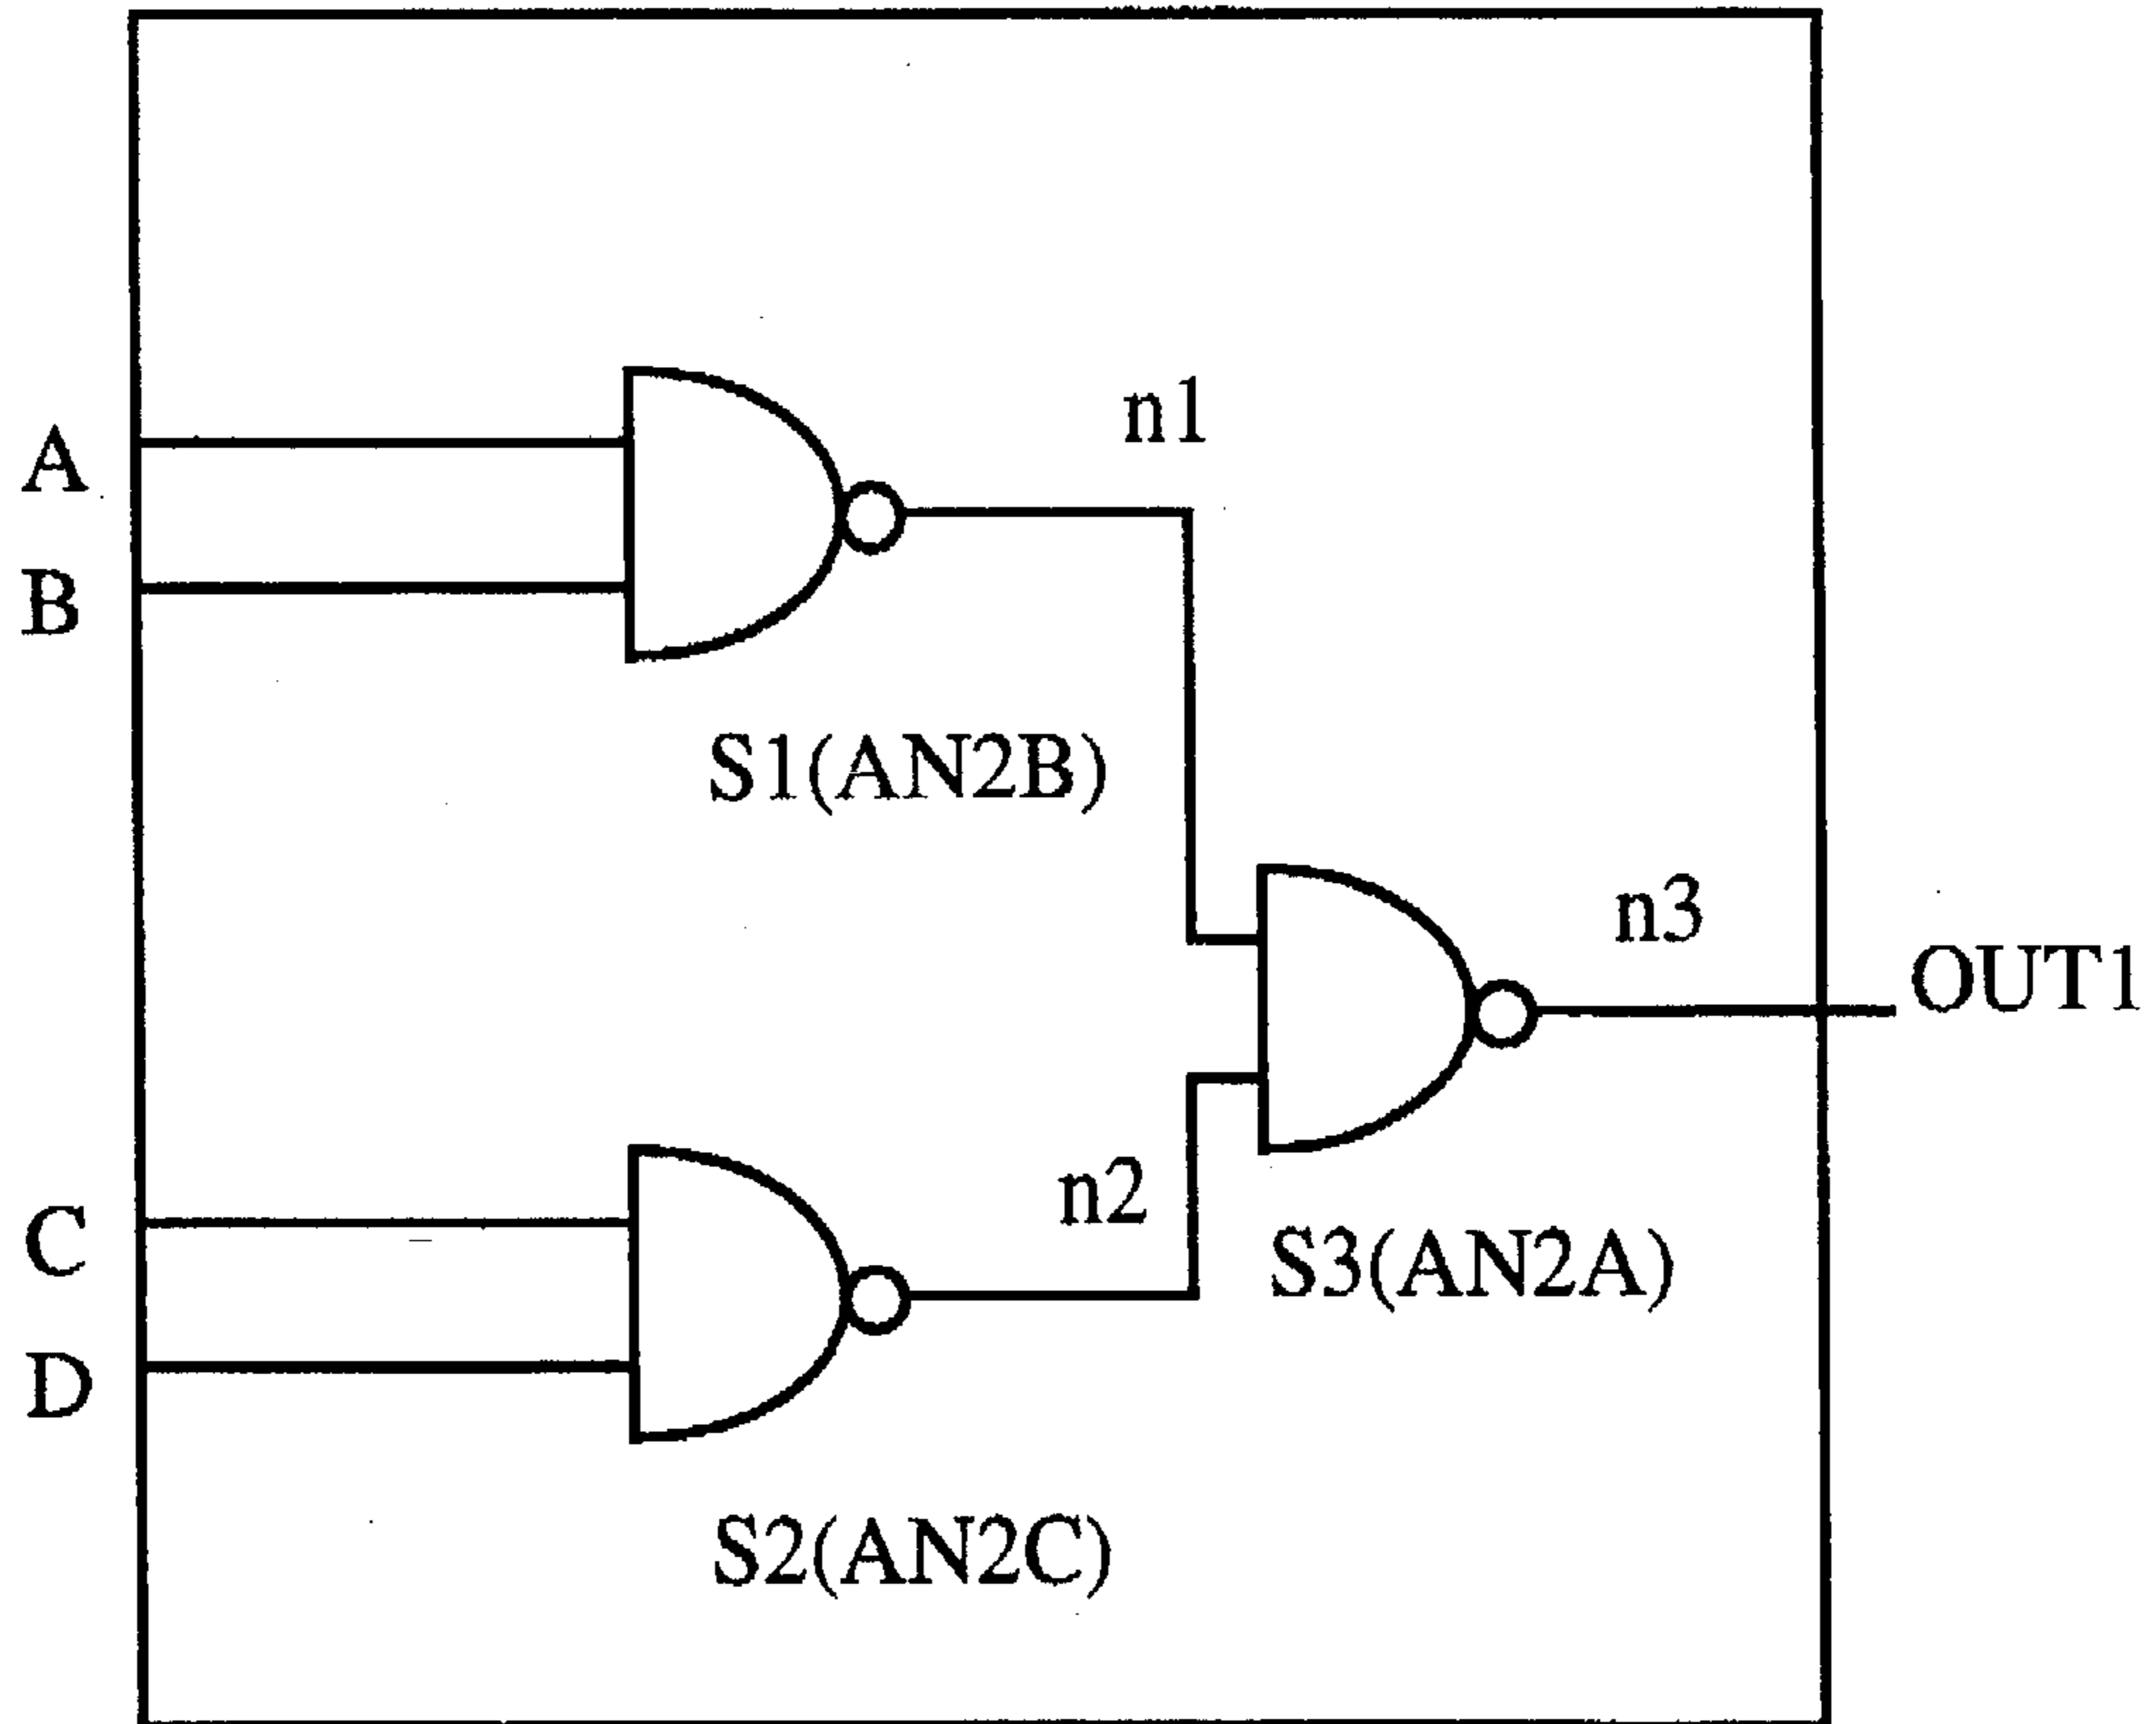 n1
A
B
S1(AN2B)
n3
OUT1
n2
C
S3(AN2A)
D
S2(AN2C)